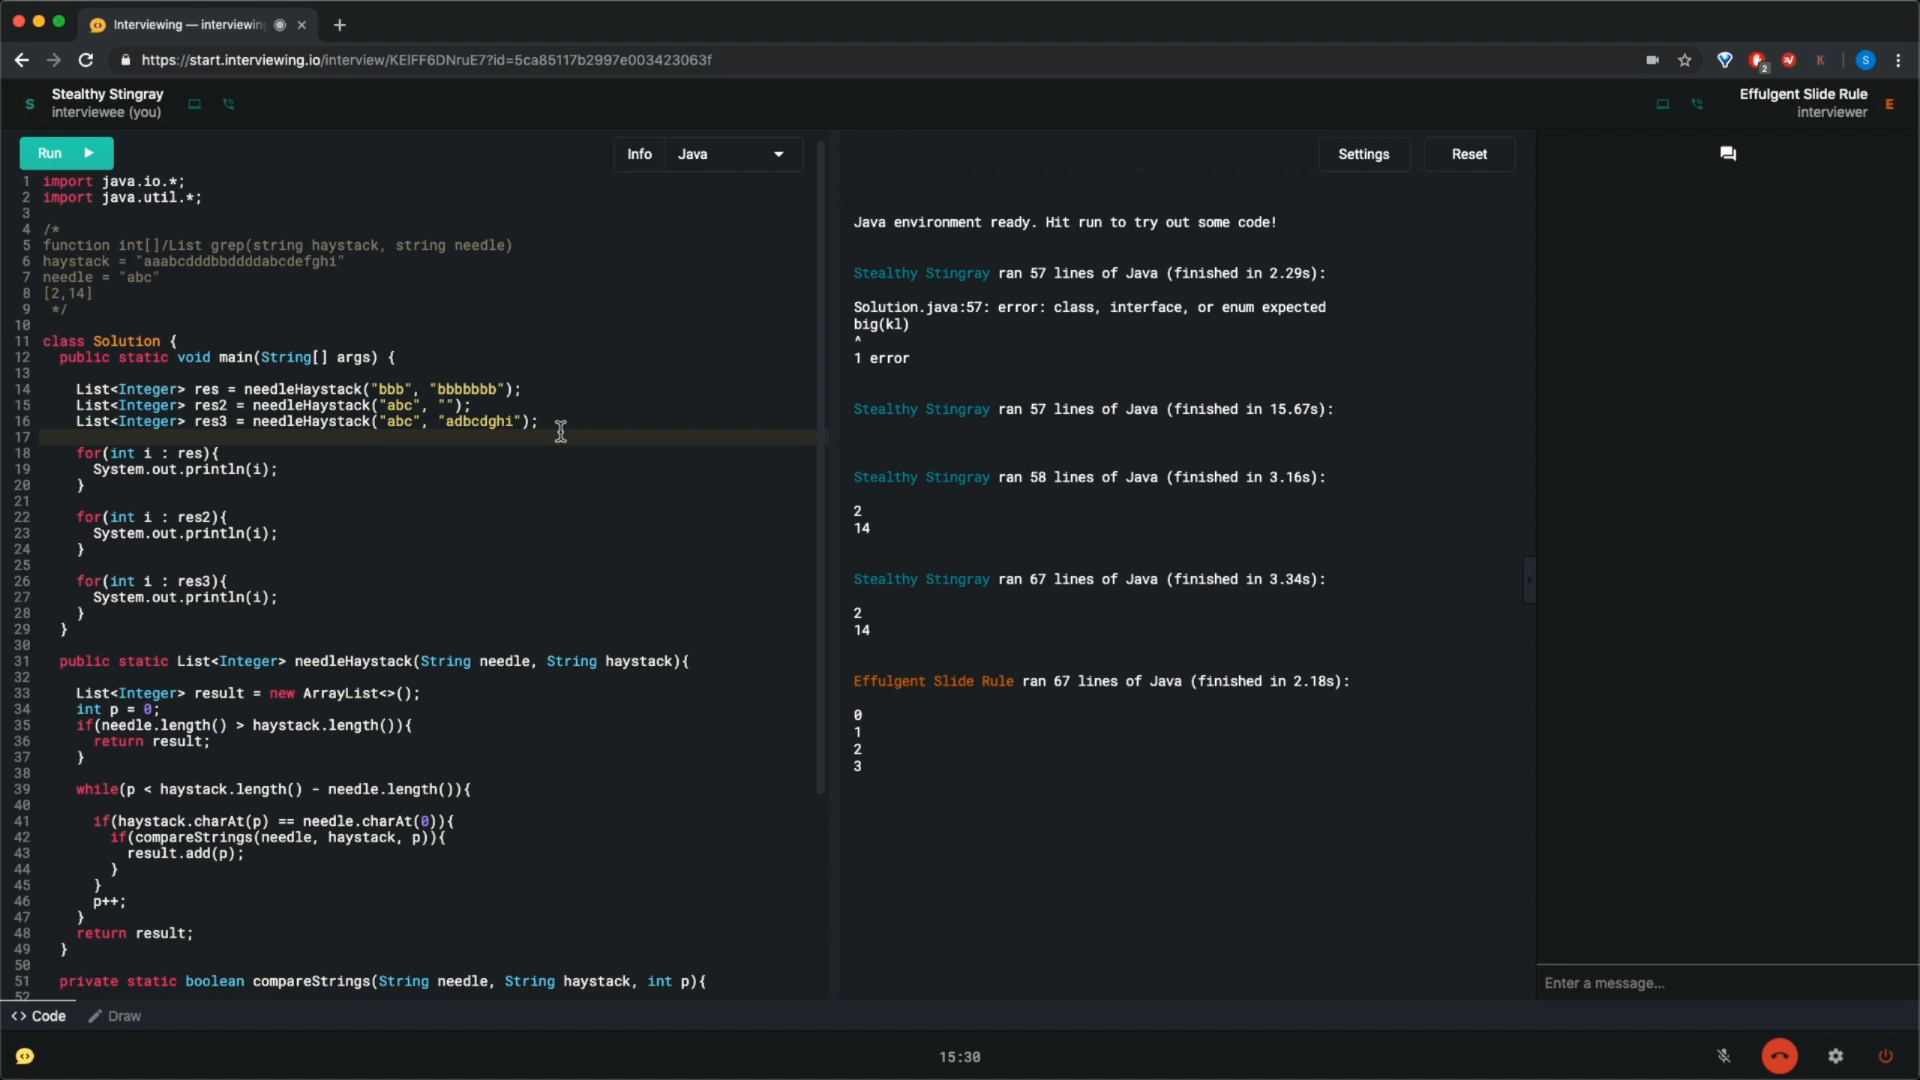 Interviewing — interviewing
https://start.interviewing.io/interview/KElFF6DNruE7?id=5ca85117b2997e003423063f
2
K
S
S
Stealthy Stingray
interviewee (you)
Effulgent Slide Rule
interviewer
E
Run
Info
Java
Settings
Reset
1 import java.io.*;
2 import java.util.*;
3
4 /*
5 function int[]/List grep(string haystack, string needle)
6 haystack = "aaabcdddbbddddabcdefghi"
7 needle = "abc"
8 [2,14]
9 */
10
11 class Solution {
12 public static void main(String[] args) {
13
14 List<Integer> res = needleHaystack("bbb", "bbbbbbb");
15 List<Integer> res2 = needleHaystack("abc", "");
16 List<Integer> res3 = needleHaystack("abc", "adbcdghi");
17
18 for(int i : res){
19 System.out.println(i);
20 }
21
22 for(int i : res2){
23 System.out.println(i);
24 }
25
26 for(int i : res3){
27 System.out.println(i);
28 }
29 }
30
31 public static List<Integer> needleHaystack(String needle, String haystack){
32
33 List<Integer> result = new ArrayList<>();
34 int p = 0;
35 if(needle.length() > haystack.length()){
36 return result;
37 }
38
39 while(p < haystack.length() - needle.length()){
40
41 if(haystack.charAt(p) == needle.charAt(0)){
42 if(compareStrings(needle, haystack, p)){
43 result.add(p);
44 }
45 }
46 p++;
47 }
48 return result;
49 }
50
51 private static boolean compareStrings(String needle, String haystack, int p){
52
Java environment ready. Hit run to try out some code!
Stealthy Stingray ran 57 lines of Java (finished in 2.29s):
Solution.java:57: error: class, interface, or enum expected
big(kl)
^
1 error
Stealthy Stingray ran 57 lines of Java (finished in 15.67s):
Stealthy Stingray ran 58 lines of Java (finished in 3.16s):
2
14
Stealthy Stingray ran 67 lines of Java (finished in 3.34s):
2
14
Effulgent Slide Rule ran 67 lines of Java (finished in 2.18s):
0
1
2
3
Enter a message...
<> Code
Draw
15:30